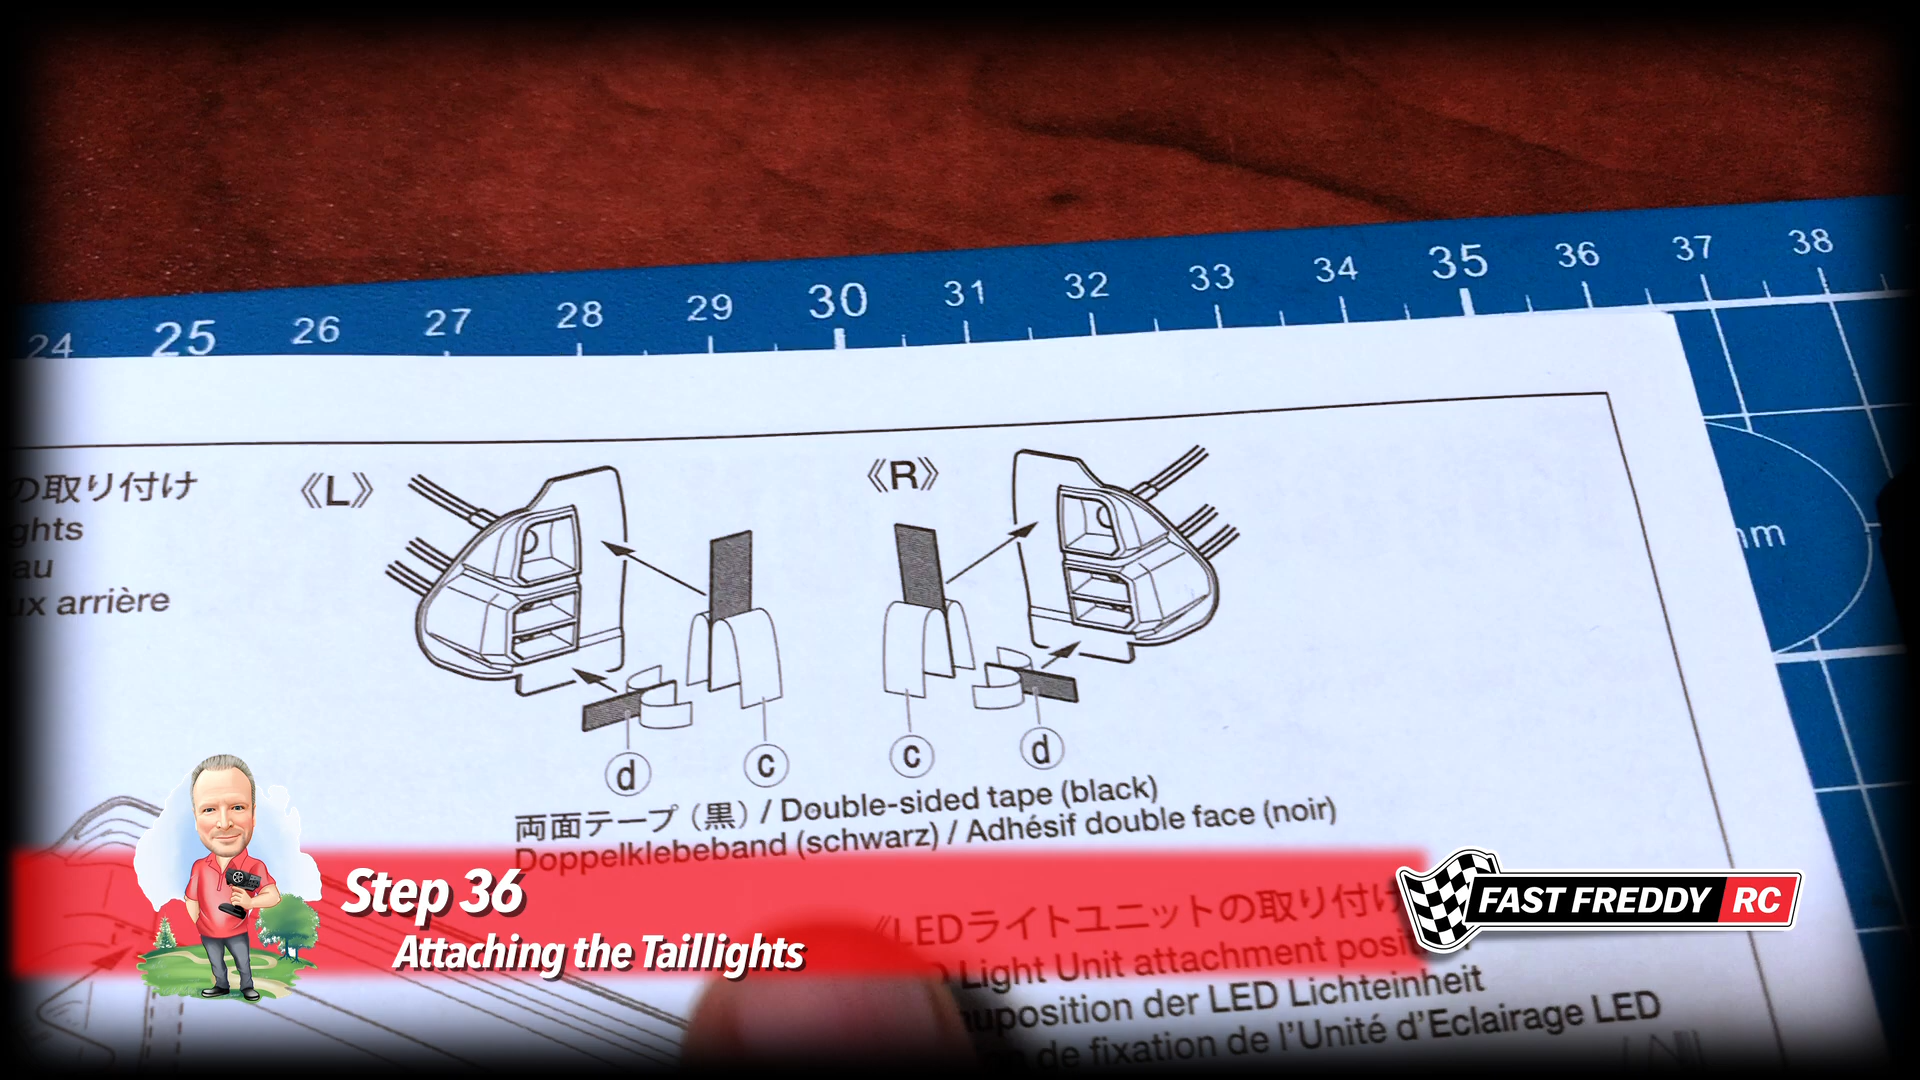 24 25 26 27 28 29 30 31 32 33 34 35 36 37 38
mm
の取り付け
ghts
au
ux arrière
《L》
《R》
d
c
c
d
両面テープ（黒）/ Double-sided tape (black)
Doppelklebeband (schwarz) / Adhésif double face (noir)
Step 36
Attaching the Taillights
《LEDライトユニットの取り付け
Light Unit attachment posi
uposition der LED Lichteinheit
de fixation de l'Unité d'Eclairage LED
FAST FREDDY RC